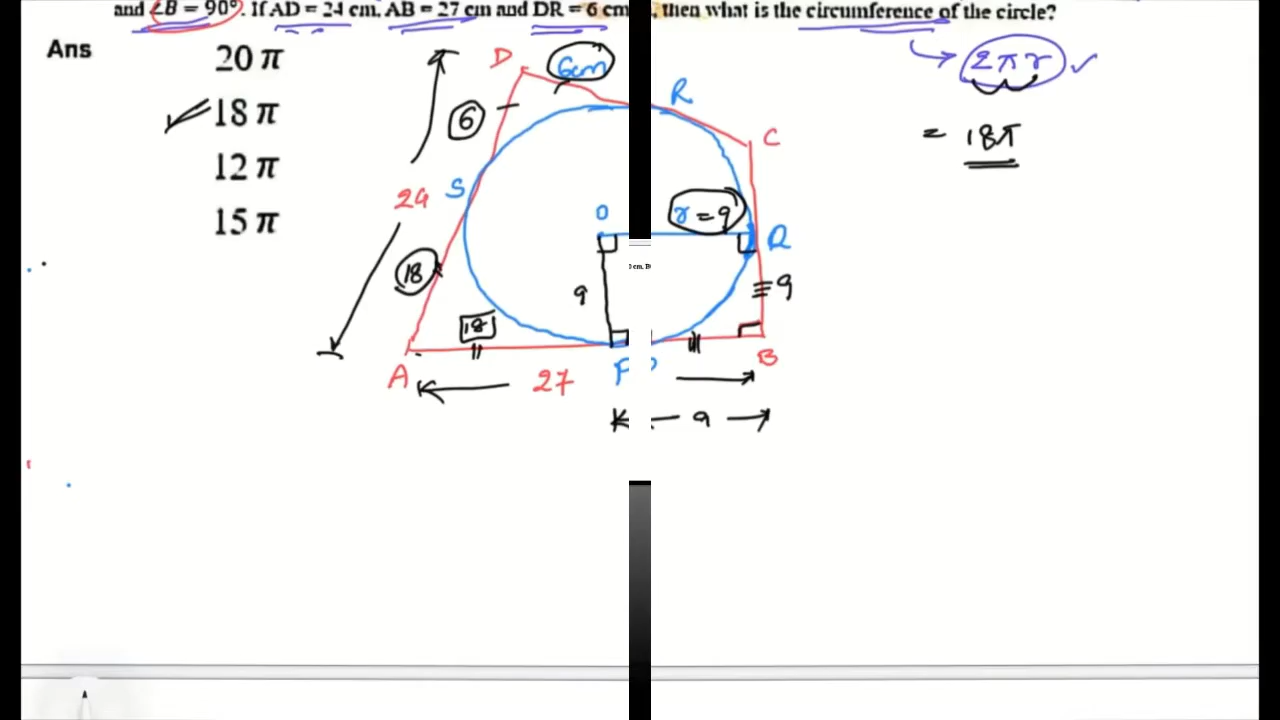 and ∠B = 90°. If AD = 24 cm, AB = 27 cm and DR = 6 cm, then what is the circumference of the circle?
Ans
20 π
18 π
12 π
15 π
2πr
= 18π
D
6cm
R
6
C
S
24
O
r = 9
Q
18
9
9
18
A
27
P
B
9